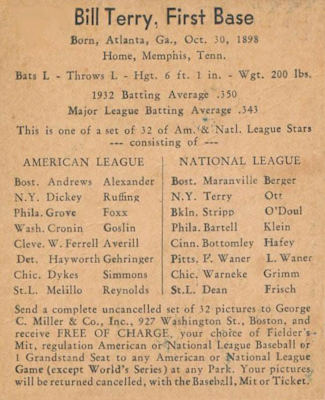 Bill Terry, First Base
Born, Atlanta, Ga., Oct. 30, 1898
Home, Memphis, Tenn.
Bats L - Throws L - Hgt. 6 ft. 1 in. - Wgt. 200 lbs.
1932 Batting Average .350
Major League Batting Average .343
This is one of a set of 32 of Am. & Natl. League Stars
--- consisting of ---
AMERICAN LEAGUE
Bost. Andrews Alexander
N.Y. Dickey Ruffing
Phila. Grove Foxx
Wash. Cronin Goslin
Cleve. W. Ferrell Averill
Det. Hayworth Gehringer
Chic. Dykes Simmons
St.L. Melillo Reynolds
NATIONAL LEAGUE
Bost. Maranville Berger
N.Y. Terry Ott
Bkln. Stripp O'Doul
Phila. Bartell Klein
Cinn. Bottomley Hafey
Pitts. P. Waner L. Waner
Chic. Warneke Grimm
St.L. Dean Frisch
Send a complete uncancelled set of 32 pictures to George
C. Miller & Co., Inc., 927 Washington St., Boston, and
receive FREE OF CHARGE, your choice of Fielder's
Mit, regulation American or National League Baseball or
1 Grandstand Seat to any American or National League
Game (except World's Series) at any Park. Your pictures
will be returned cancelled, with the Baseball, Mit or Ticket.